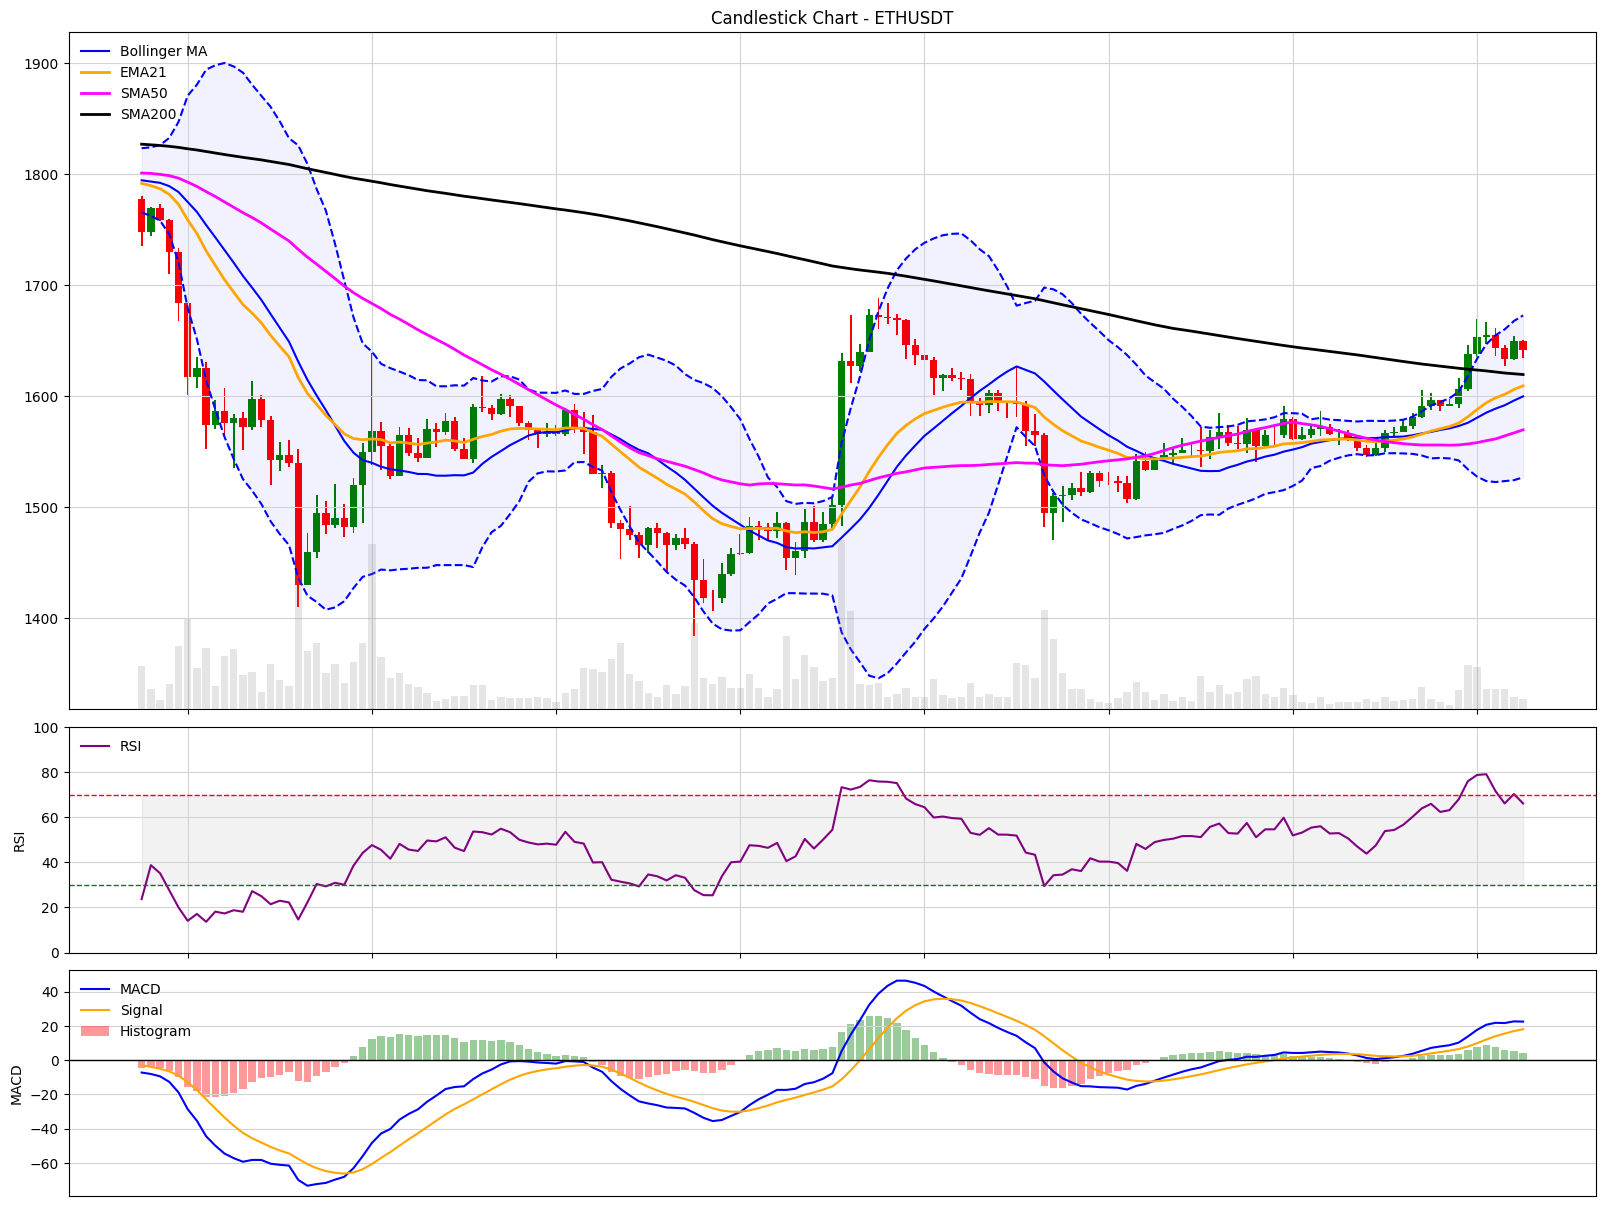 Candlestick Chart - ETHUSDT
Bollinger MA
EMA21
SMA50
SMA200
1900
1800
1700
1600
1500
1400
RSI
100
80
60
40
20
0
RSI
MACD
Signal
Histogram
40
20
0
−20
−40
−60
MACD